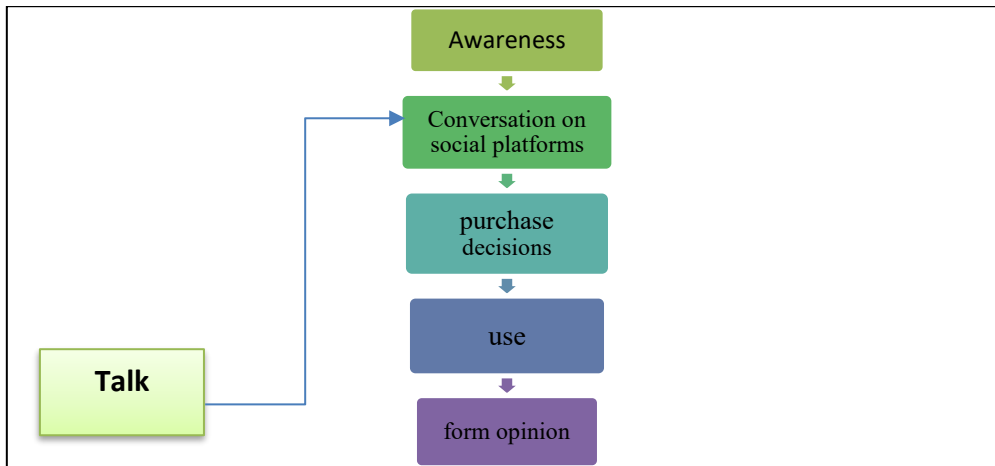 Awareness
Conversation on
social platforms
purchase
decisions
use
form opinion
Talk